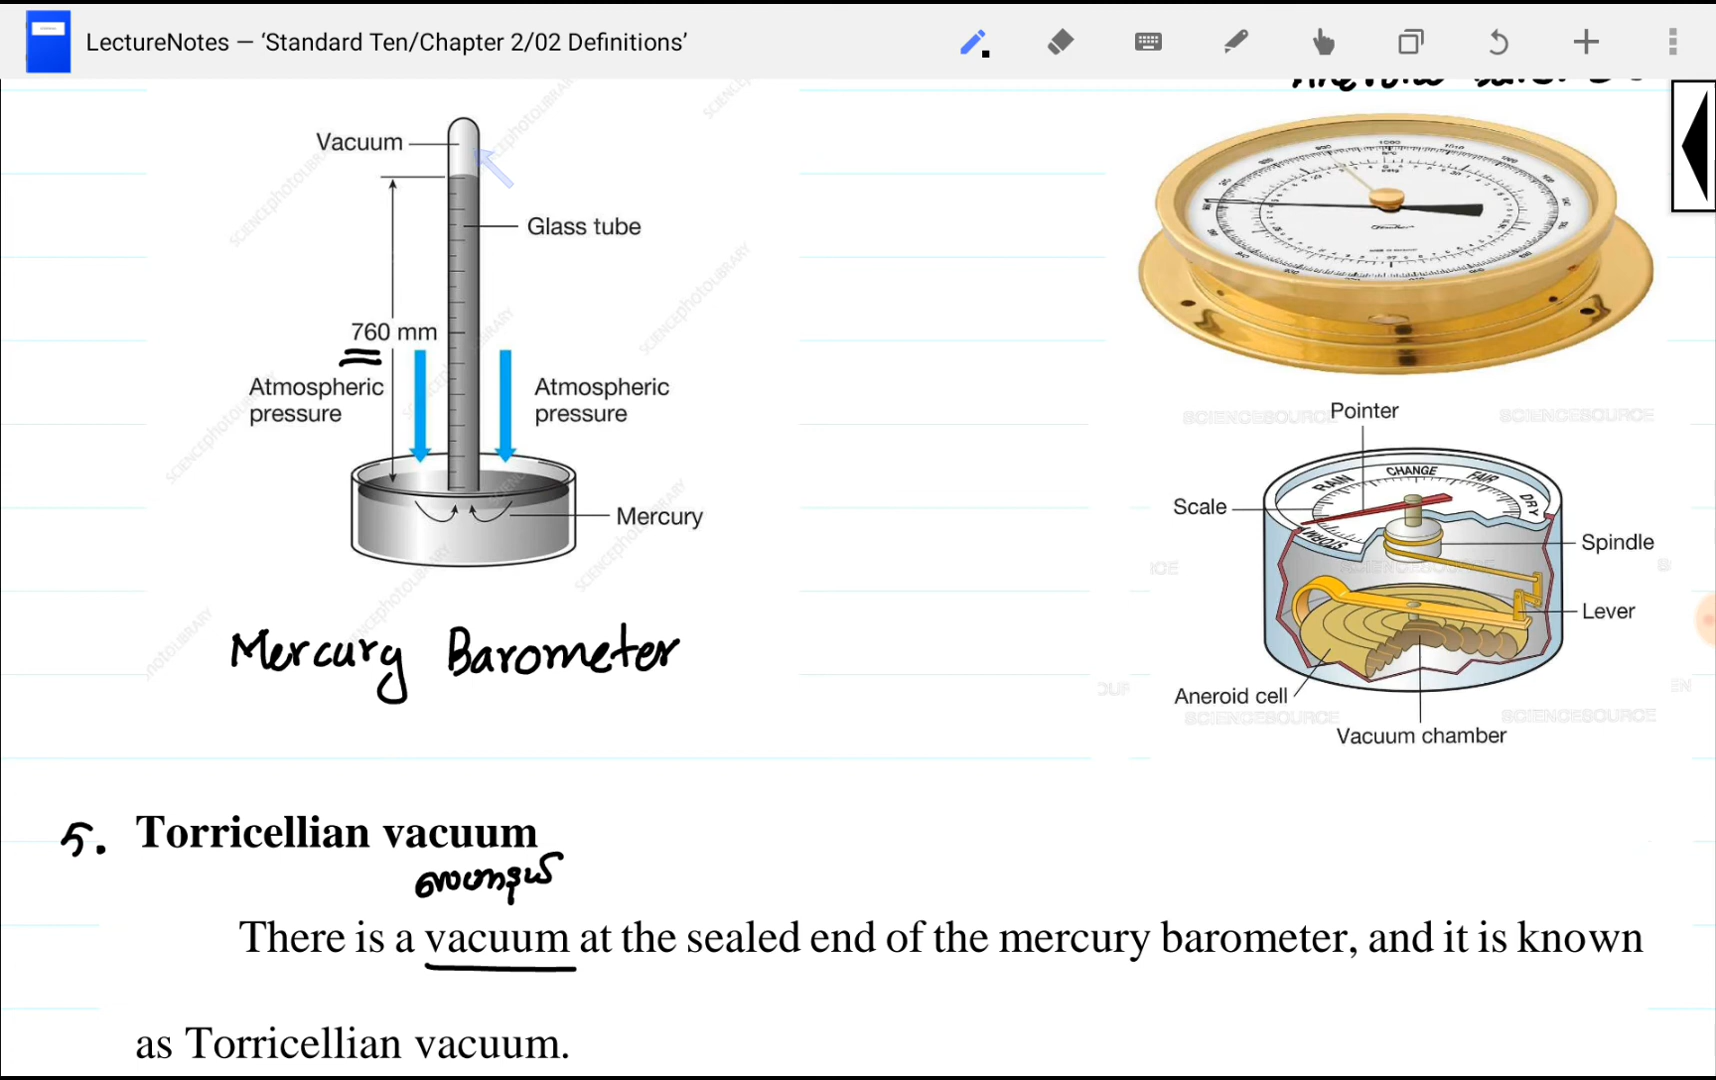 LectureNotes — ‘Standard Ten/Chapter 2/02 Definitions’
Vacuum
Glass tube
760 mm
Atmospheric pressure
Atmospheric pressure
Mercury
Mercury Barometer
Pointer
Scale
RAIN
CHANGE
FAIR
DRY
STORMY
Spindle
Lever
Aneroid cell
Vacuum chamber
5. Torricellian vacuum
There is a vacuum at the sealed end of the mercury barometer, and it is known
as Torricellian vacuum.